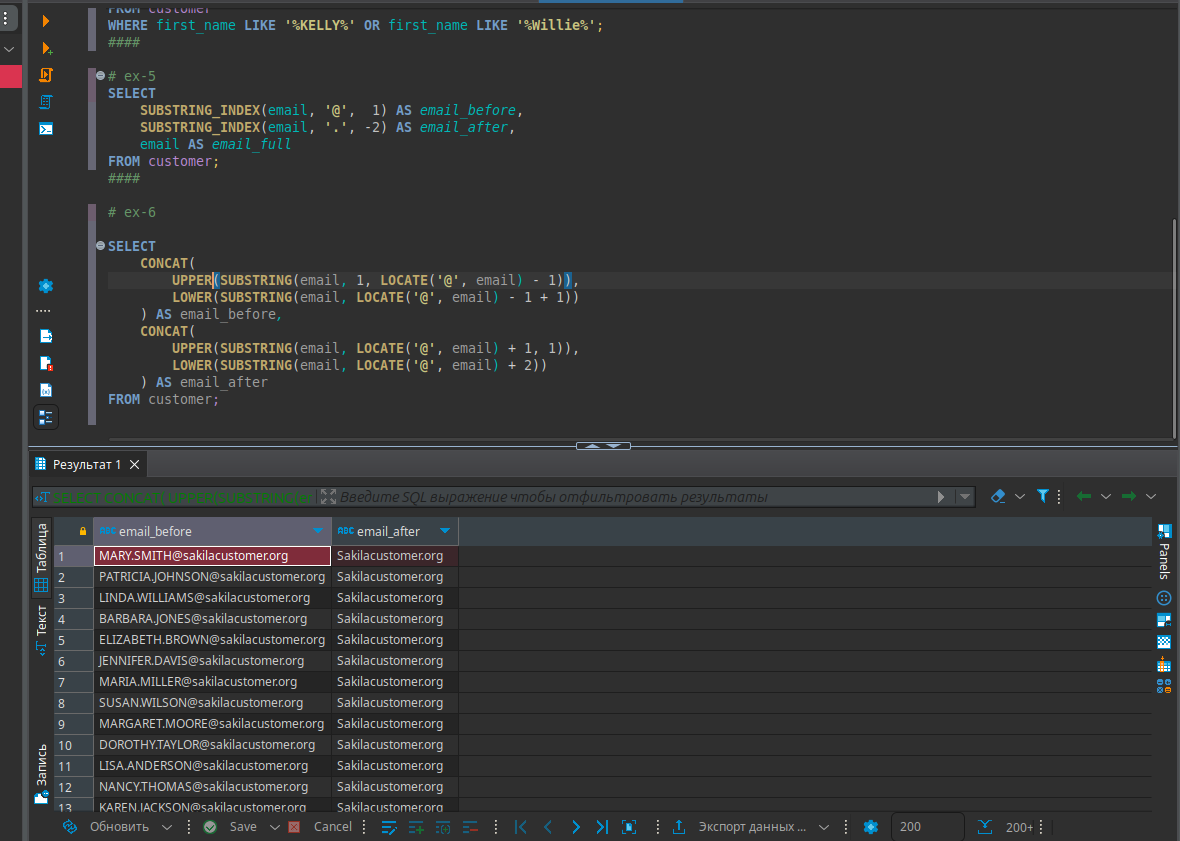 FROM customer
WHERE first_name LIKE '%KELLY%' OR first_name LIKE '%Willie%';
####
# ex-5
SELECT
SUBSTRING_INDEX(email, '@', 1) AS email_before,
SUBSTRING_INDEX(email, '.', -2) AS email_after,
email AS email_full
FROM customer;
####
# ex-6
SELECT
CONCAT(
UPPER(SUBSTRING(email, 1, LOCATE('@', email) - 1)),
LOWER(SUBSTRING(email, LOCATE('@', email) - 1 + 1))
) AS email_before,
CONCAT(
UPPER(SUBSTRING(email, LOCATE('@', email) + 1, 1)),
LOWER(SUBSTRING(email, LOCATE('@', email) + 2))
) AS email_after
FROM customer;
Результат 1
SELECT CONCAT( UPPER(SUBSTRING(em
Введите SQL выражение чтобы отфильтровать результаты
Таблица
Текст
Запись
Panels
ABC email_before ABC email_after
1 MARY.SMITH@sakilacustomer.org Sakilacustomer.org
2 PATRICIA.JOHNSON@sakilacustomer.org Sakilacustomer.org
3 LINDA.WILLIAMS@sakilacustomer.org Sakilacustomer.org
4 BARBARA.JONES@sakilacustomer.org Sakilacustomer.org
5 ELIZABETH.BROWN@sakilacustomer.org Sakilacustomer.org
6 JENNIFER.DAVIS@sakilacustomer.org Sakilacustomer.org
7 MARIA.MILLER@sakilacustomer.org Sakilacustomer.org
8 SUSAN.WILSON@sakilacustomer.org Sakilacustomer.org
9 MARGARET.MOORE@sakilacustomer.org Sakilacustomer.org
10 DOROTHY.TAYLOR@sakilacustomer.org Sakilacustomer.org
11 LISA.ANDERSON@sakilacustomer.org Sakilacustomer.org
12 NANCY.THOMAS@sakilacustomer.org Sakilacustomer.org
13 KAREN.JACKSON@sakilacustomer.org Sakilacustomer.org
Обновить Save Cancel Экспорт данных ... 200 200+